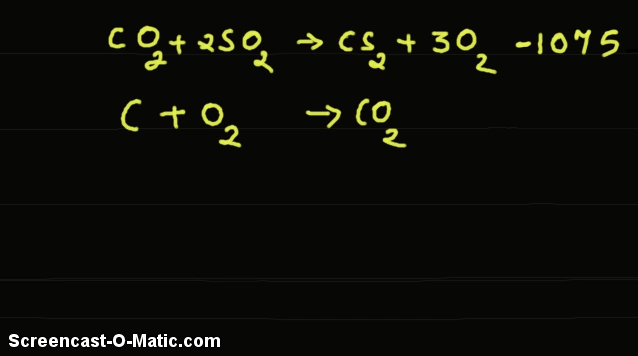 CO₂ + 2SO₂ → CS₂ + 3O₂ -1075
C + O₂ → CO₂
Screencast-O-Matic.com